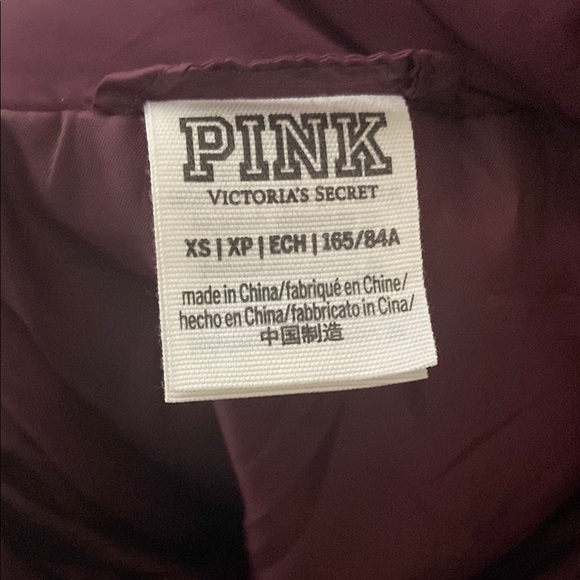 PINK
VICTORIA'S SECRET
XS | XP | ECH | 165/84A
made in China/fabriqué en Chine/
hecho en China/fabbricato in Cina/
中国制造